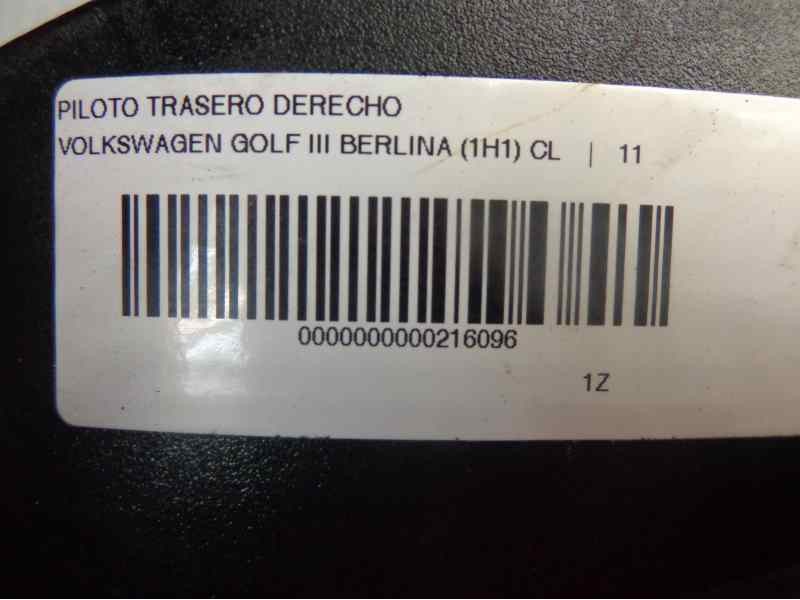 PILOTO TRASERO DERECHO
VOLKSWAGEN GOLF III BERLINA (1H1) CL | 11
0000000000216096
1Z